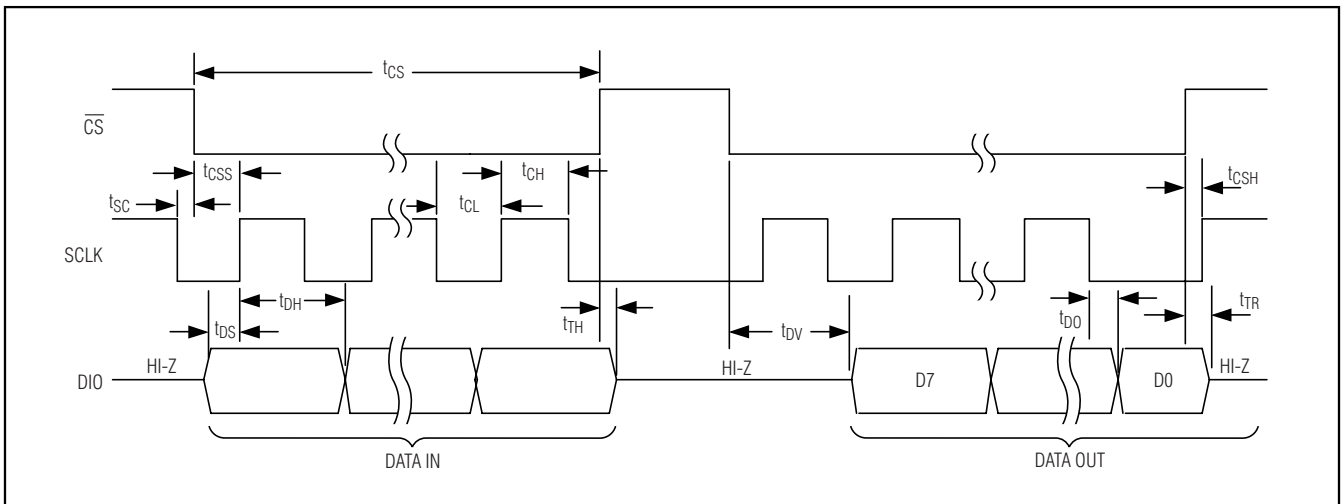 tCS
CS
tCSS
tCH
tCSH
tSC
tCL
SCLK
tDH
tTR
tDS
tTH
tDV
tDO
DIO
HI-Z
HI-Z
D7
D0
HI-Z
DATA IN
DATA OUT